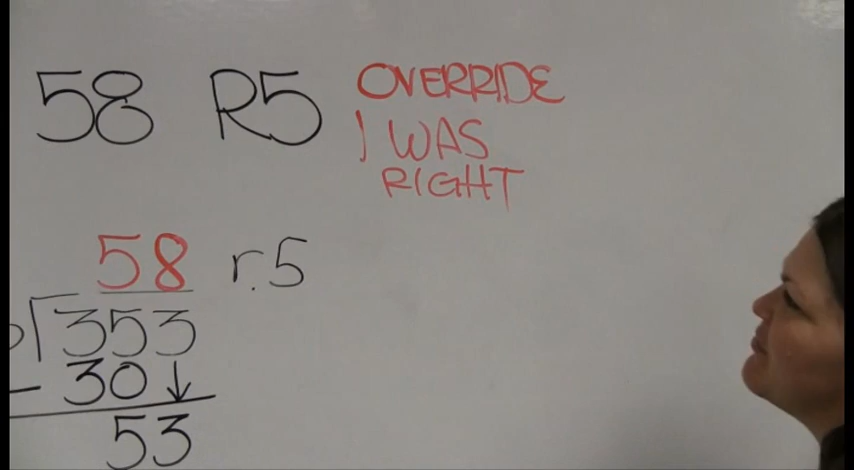 58 R5 OVERRIDE
I WAS
RIGHT
58 r.5
353
- 30↓
53